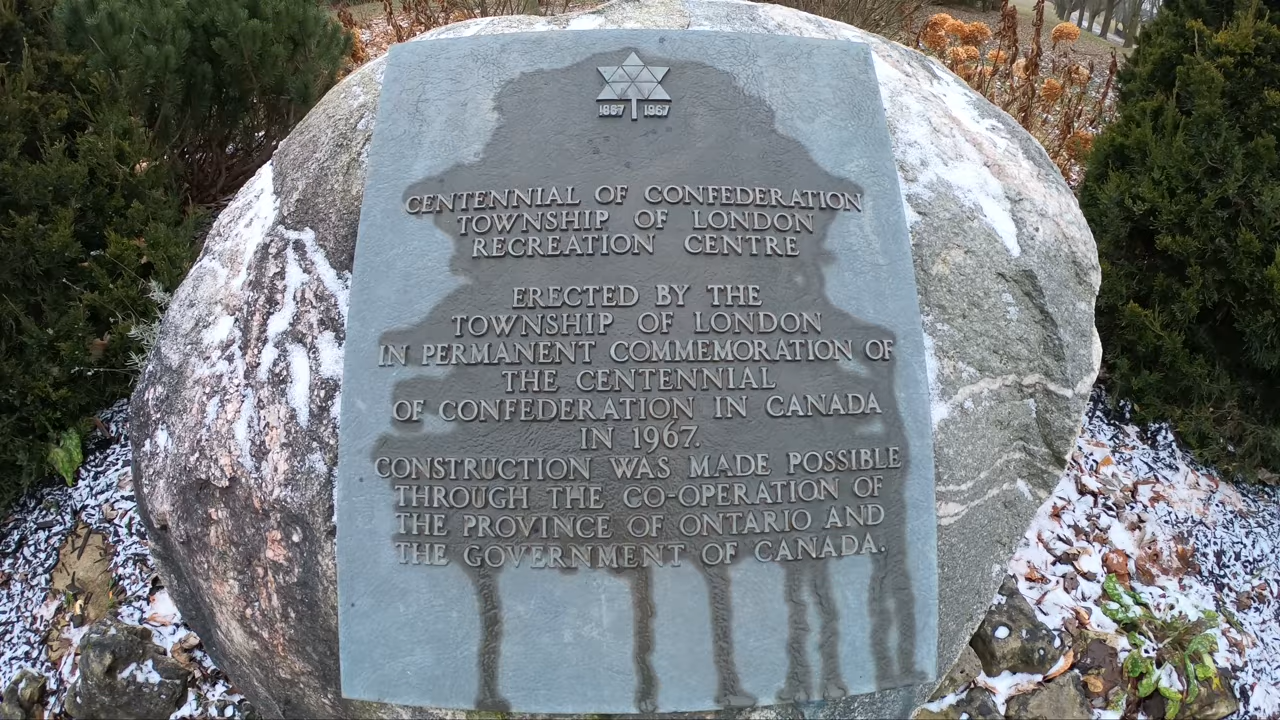 1867 1967
CENTENNIAL OF CONFEDERATION
TOWNSHIP OF LONDON
RECREATION CENTRE
ERECTED BY THE
TOWNSHIP OF LONDON
IN PERMANENT COMMEMORATION OF
THE CENTENNIAL
OF CONFEDERATION IN CANADA
IN 1967.
CONSTRUCTION WAS MADE POSSIBLE
THROUGH THE CO-OPERATION OF
THE PROVINCE OF ONTARIO AND
THE GOVERNMENT OF CANADA.